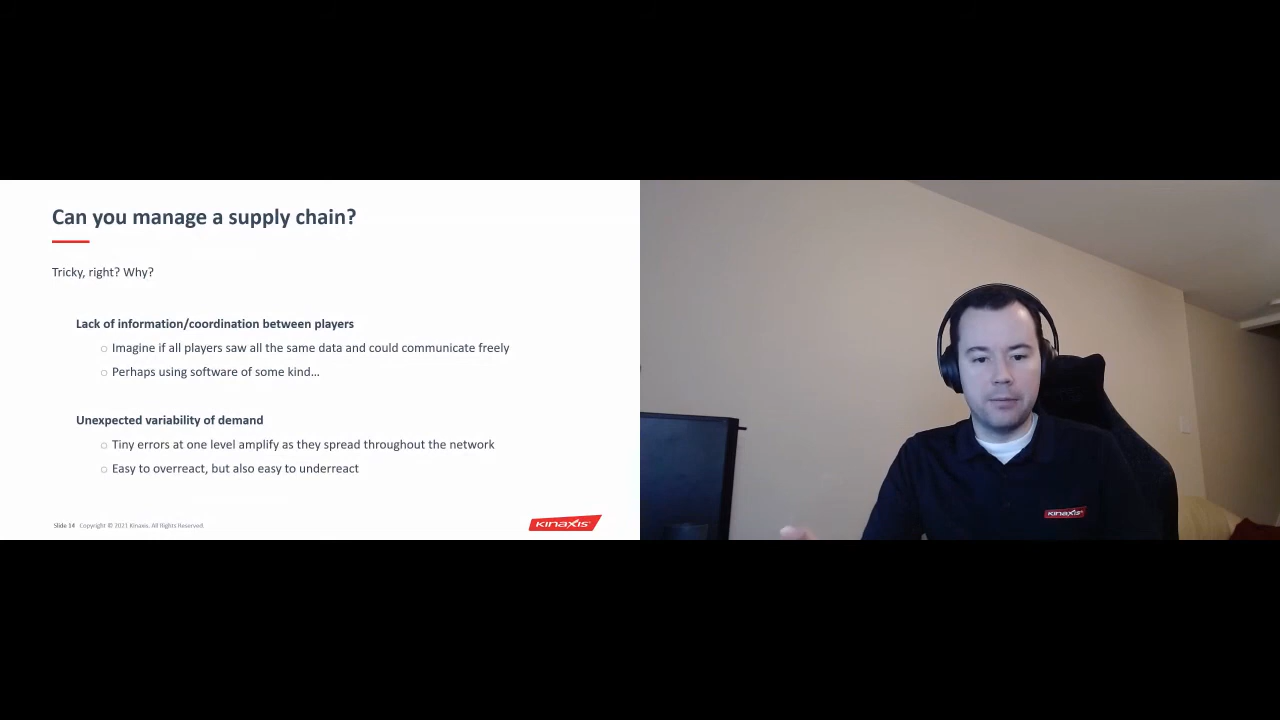 Can you manage a supply chain?
Tricky, right? Why?
Lack of information/coordination between players
○ Imagine if all players saw all the same data and could communicate freely
○ Perhaps using software of some kind...
Unexpected variability of demand
○ Tiny errors at one level amplify as they spread throughout the network
○ Easy to overreact, but also easy to underreact
Slide 14 Copyright © 2021 Kinaxis. All Rights Reserved.
KINAXIS
KINAXIS